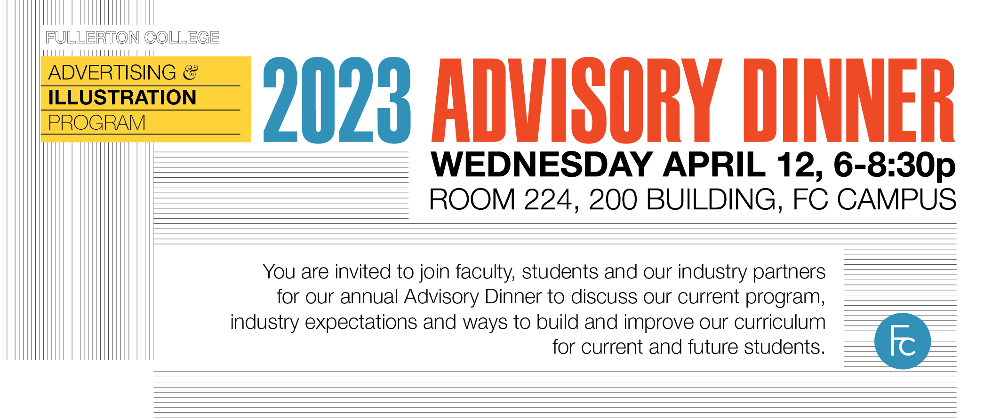 FULLERTON COLLEGE
ADVERTISING &
ILLUSTRATION
PROGRAM
2023 ADVISORY DINNER
WEDNESDAY APRIL 12, 6-8:30p
ROOM 224, 200 BUILDING, FC CAMPUS
You are invited to join faculty, students and our industry partners
for our annual Advisory Dinner to discuss our current program,
industry expectations and ways to build and improve our curriculum
for current and future students.
Fc